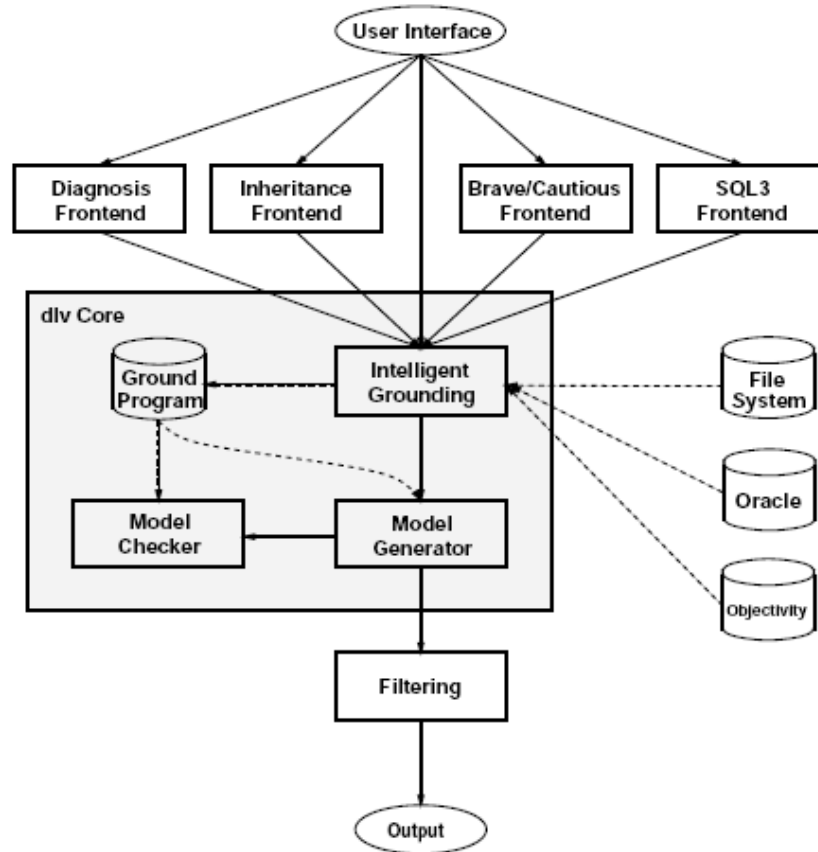 User Interface
Diagnosis
Frontend
Inheritance
Frontend
Brave/Cautious
Frontend
SQL3
Frontend
dlv Core
Ground
Program
Intelligent
Grounding
File
System
Oracle
Model
Checker
Model
Generator
Objectivity
Filtering
Output